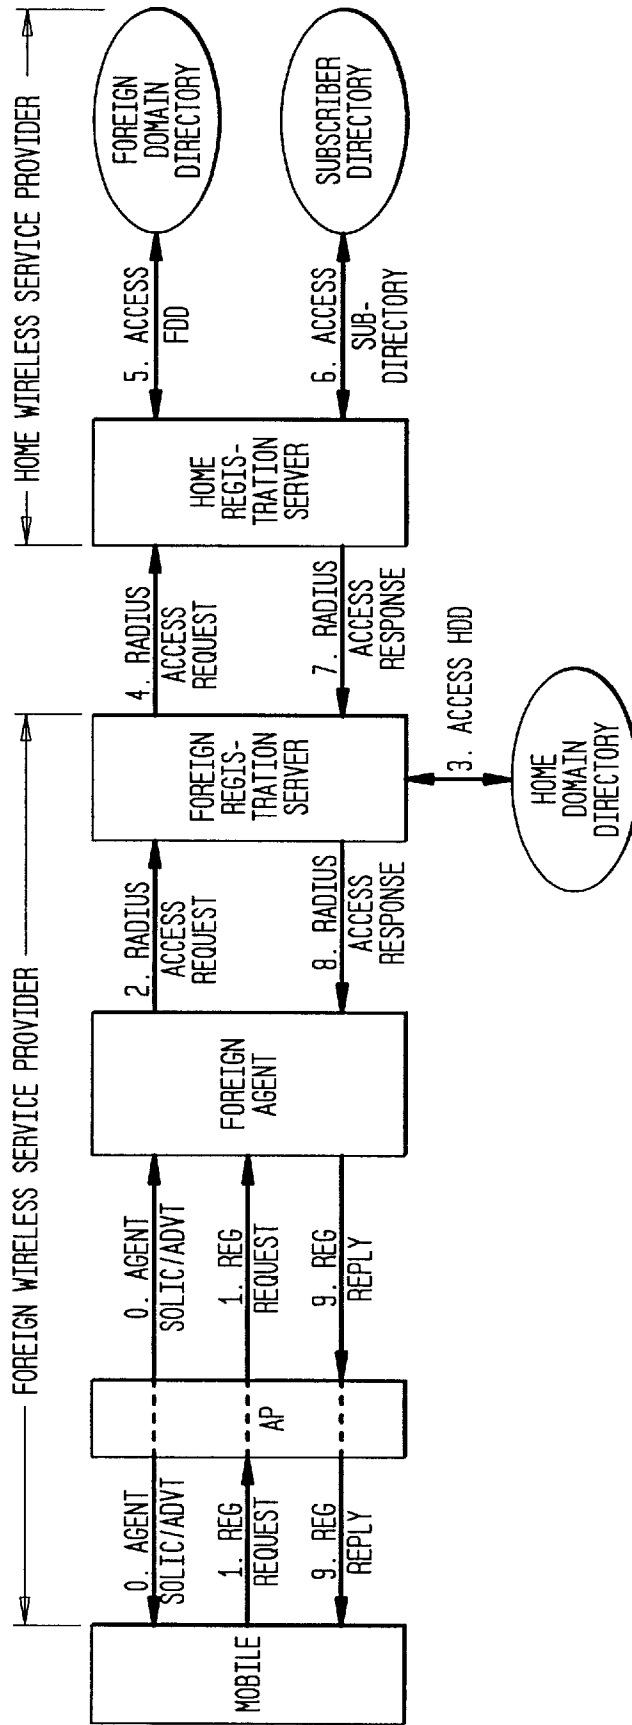 FOREIGN WIRELESS SERVICE PROVIDER
HOME WIRELESS SERVICE PROVIDER
MOBILE
0. AGENT
SOLIC/ADVT
1. REG
REQUEST
9. REG
REPLY
AP
0. AGENT
SOLIC/ADVT
1. REG
REQUEST
9. REG
REPLY
FOREIGN
AGENT
2. RADIUS
ACCESS
REQUEST
8. RADIUS
ACCESS
RESPONSE
FOREIGN
REGIS-
TRATION
SERVER
3. ACCESS HDD
HOME
DOMAIN
DIRECTORY
4. RADIUS
ACCESS
REQUEST
7. RADIUS
ACCESS
RESPONSE
HOME
REGIS-
TRATION
SERVER
5. ACCESS
FDD
6. ACCESS
SUB-
DIRECTORY
FOREIGN
DOMAIN
DIRECTORY
SUBSCRIBER
DIRECTORY